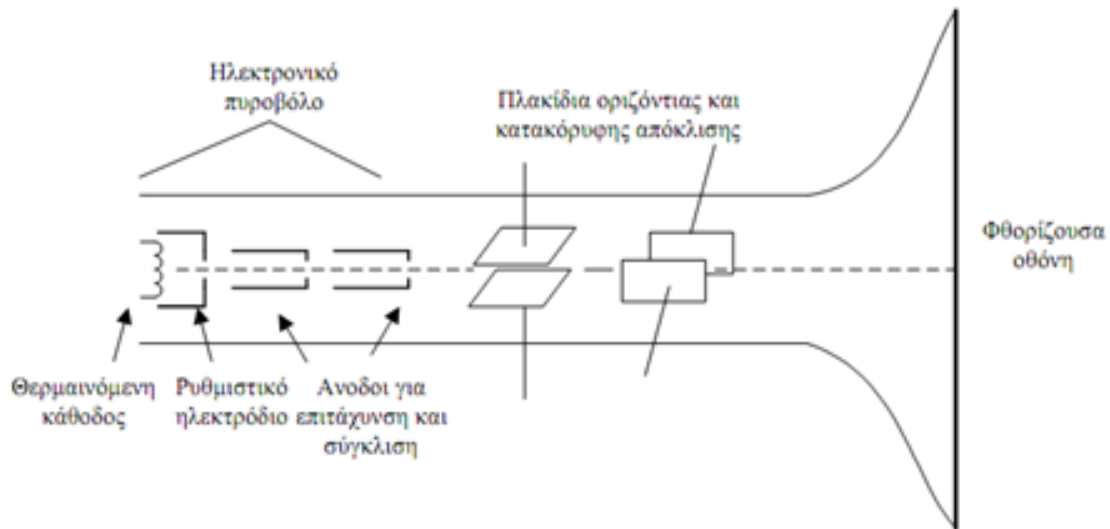 Ηλεκτρονικό
πυροβόλο
Πλακίδια οριζόντιας και
κατακόρυφης απόκλισης
Φθορίζουσα
οθόνη
Θερμαινόμενη
κάθοδος
Ρυθμιστικό
ηλεκτρόδιο
Ανοδοι για
επιτάχυνση και
σύγκλιση